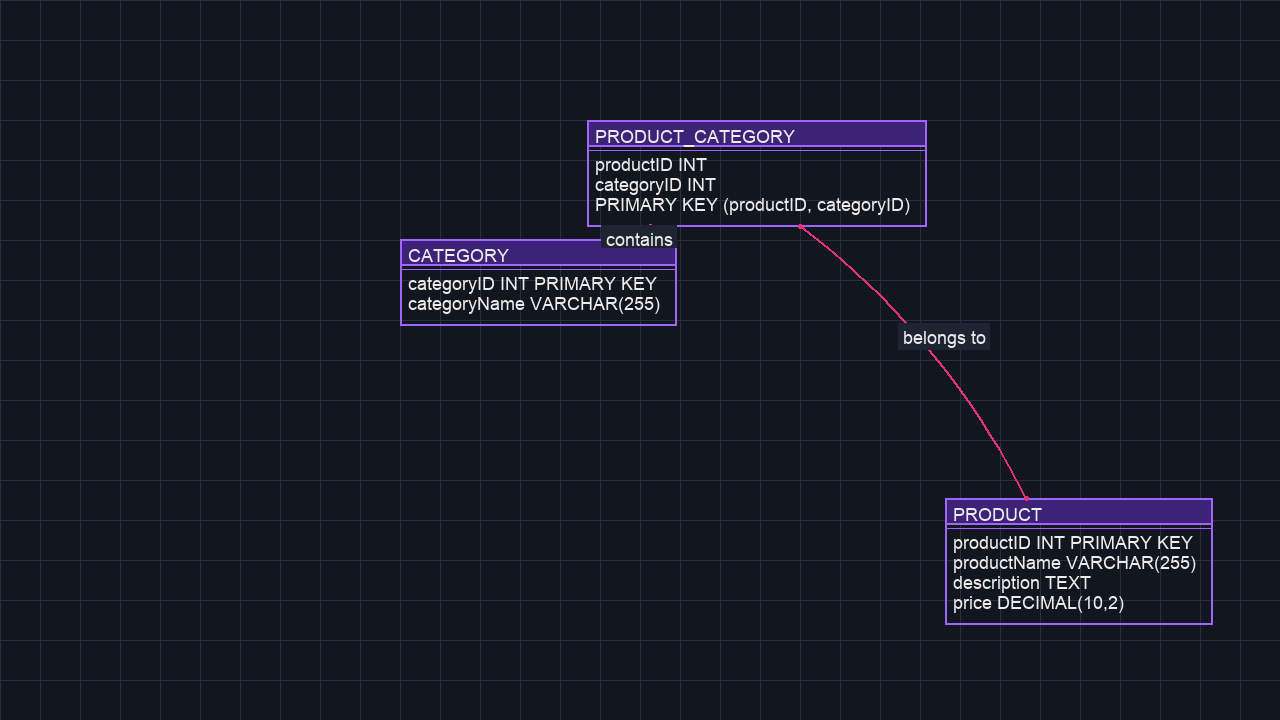 PRODUCT_CATEGORY
productID INT
categoryID INT
PRIMARY KEY (productID, categoryID)
contains
CATEGORY
categoryID INT PRIMARY KEY
categoryName VARCHAR(255)
belongs to
PRODUCT
productID INT PRIMARY KEY
productName VARCHAR(255)
description TEXT
price DECIMAL(10,2)